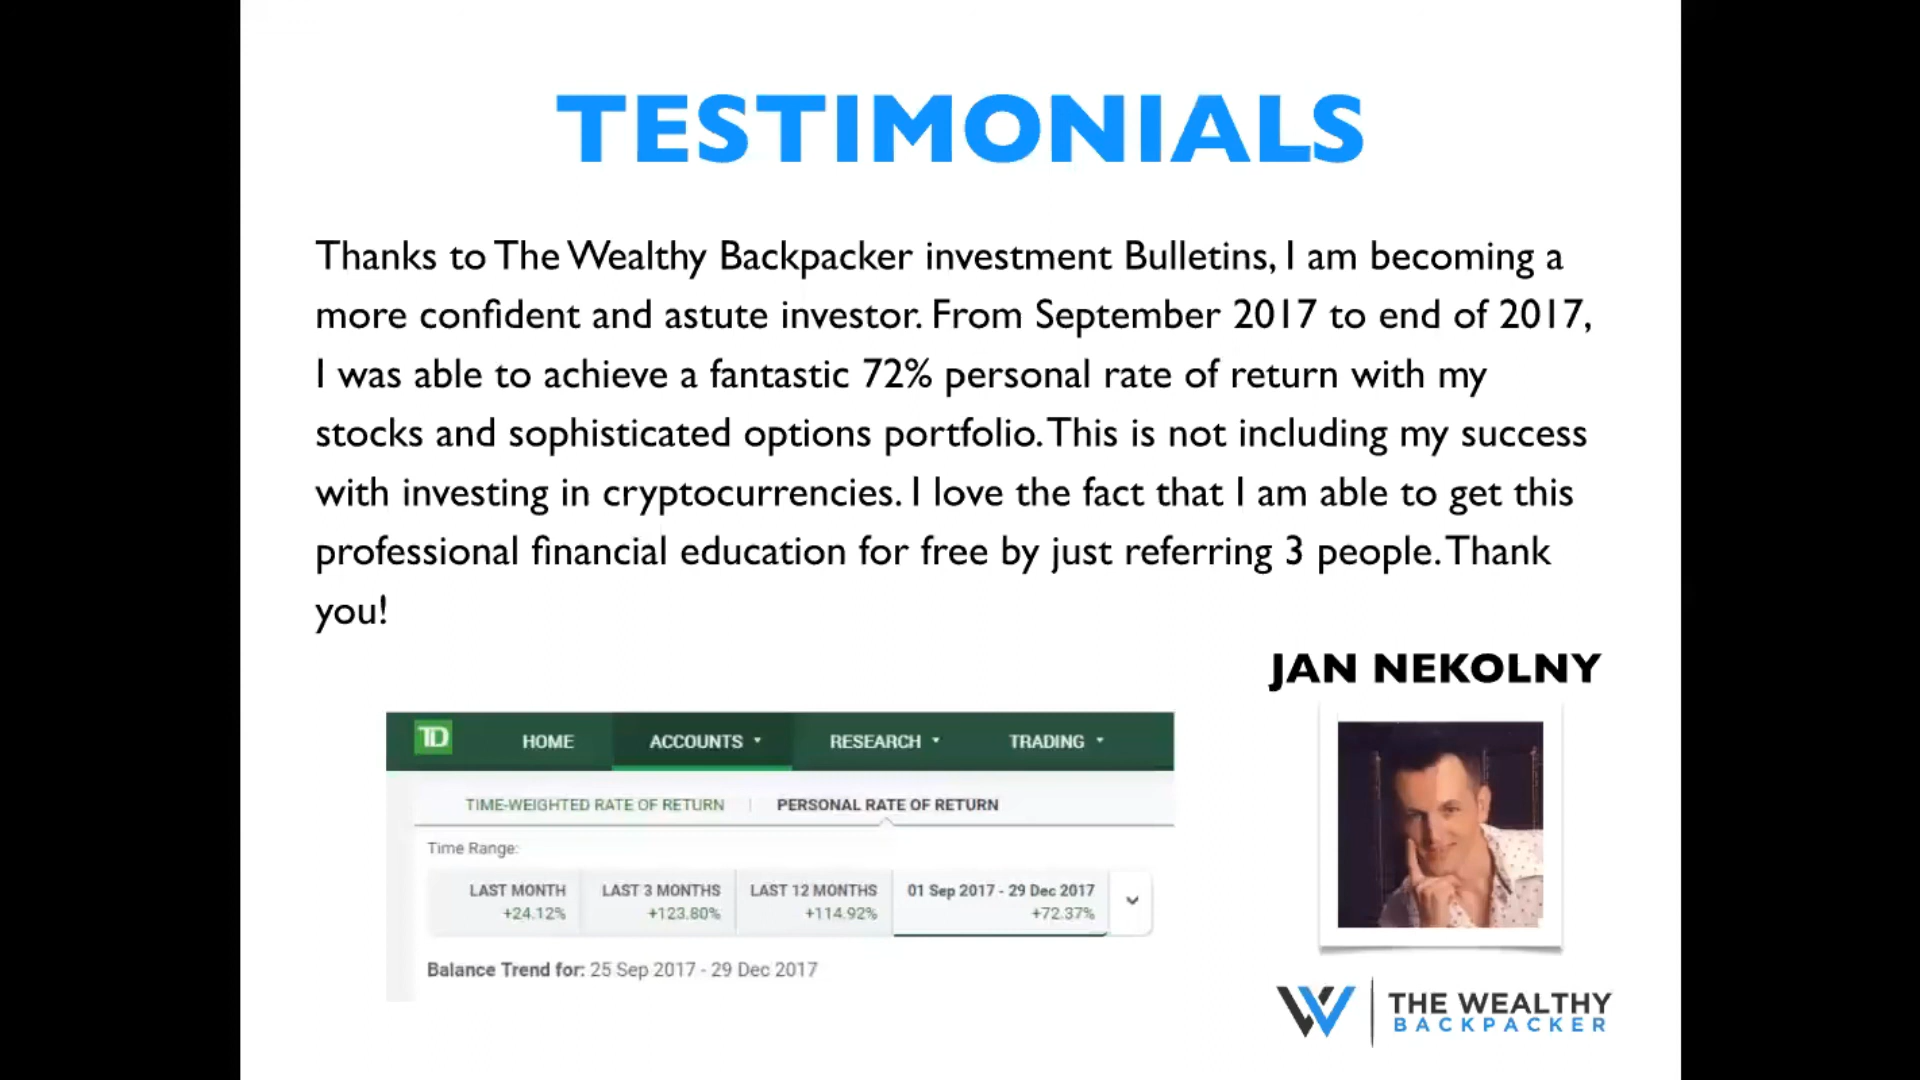 TESTIMONIALS
Thanks to The Wealthy Backpacker investment Bulletins, I am becoming a
more confident and astute investor. From September 2017 to end of 2017,
I was able to achieve a fantastic 72% personal rate of return with my
stocks and sophisticated options portfolio. This is not including my success
with investing in cryptocurrencies. I love the fact that I am able to get this
professional financial education for free by just referring 3 people. Thank
you!
JAN NEKOLNY
TD HOME ACCOUNTS RESEARCH TRADING
TIME-WEIGHTED RATE OF RETURN PERSONAL RATE OF RETURN
Time Range:
LAST MONTH LAST 3 MONTHS LAST 12 MONTHS 01 Sep 2017 - 29 Dec 2017
+24.12% +123.80% +114.92% +72.37%
Balance Trend for: 25 Sep 2017 - 29 Dec 2017
THE WEALTHY
BACKPACKER